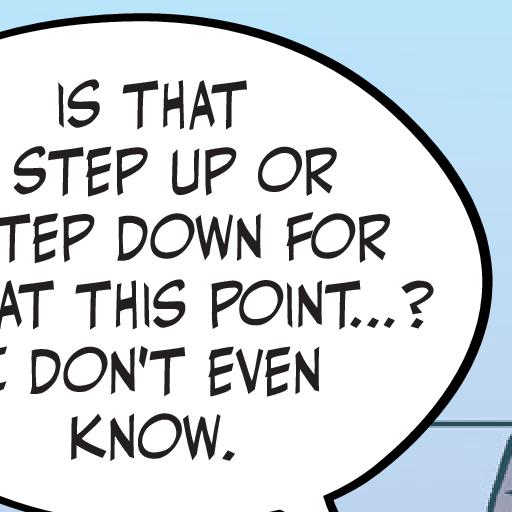 IS THAT
STEP UP OR
TEP DOWN FOR
AT THIS POINT...?
DON'T EVEN
KNOW.